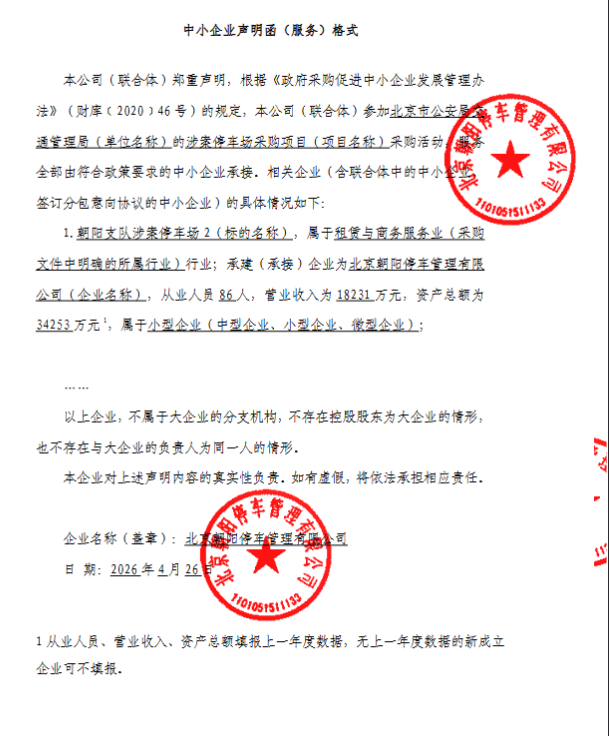 中小企业声明函（服务）格式
本公司（联合体）郑重声明，根据《政府采购促进中小企业发展管理办
法》（财库﹝2020﹞46号）的规定，本公司（联合体）参加北京市公安局交
通管理局（单位名称）的涉案停车场采购项目（项目名称）采购活动，服务
全部由符合政策要求的中小企业承接。相关企业（含联合体中的中小企业、
签订分包意向协议的中小企业）的具体情况如下：
1.朝阳支队涉案停车场2（标的名称），属于租赁与商务服务业（采购
文件中明确的所属行业）行业；承建（承接）企业为北京朝阳停车管理有限
公司（企业名称），从业人员86人，营业收入为18231万元，资产总额为
34253万元¹，属于小型企业（中型企业、小型企业、微型企业）；
……
以上企业，不属于大企业的分支机构，不存在控股股东为大企业的情形，
也不存在与大企业的负责人为同一人的情形。
本企业对上述声明内容的真实性负责。如有虚假，将依法承担相应责任。
企业名称（盖章）：北京朝阳停车管理有限公司
日 期：2026年4月26日
1从业人员、营业收入、资产总额填报上一年度数据，无上一年度数据的新成立
企业可不填报。
北京朝阳停车管理有限公司
1101051511133
北京朝阳停车管理有限公司
1101051511133